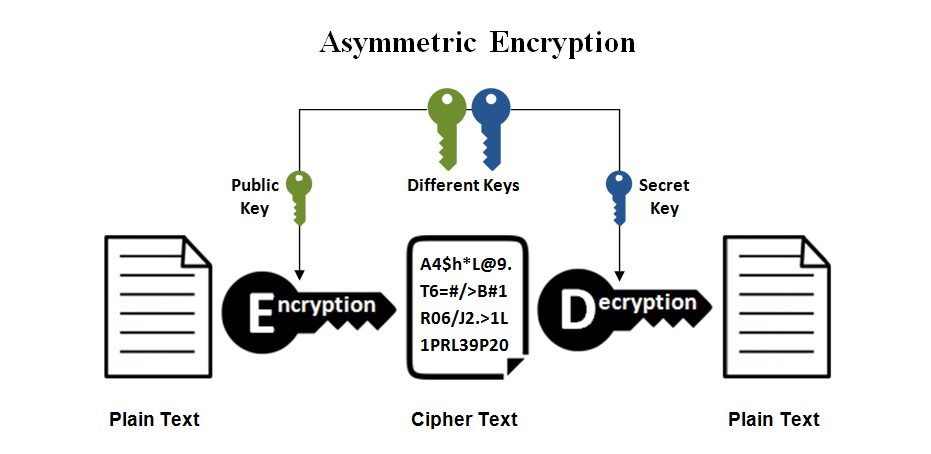 Asymmetric Encryption
Public
Key
Different Keys
Secret
Key
Encryption
A4$h*L@9.
T6=#/>B#1
R06/J2.>1L
1PRL39P20
Decryption
Plain Text
Cipher Text
Plain Text